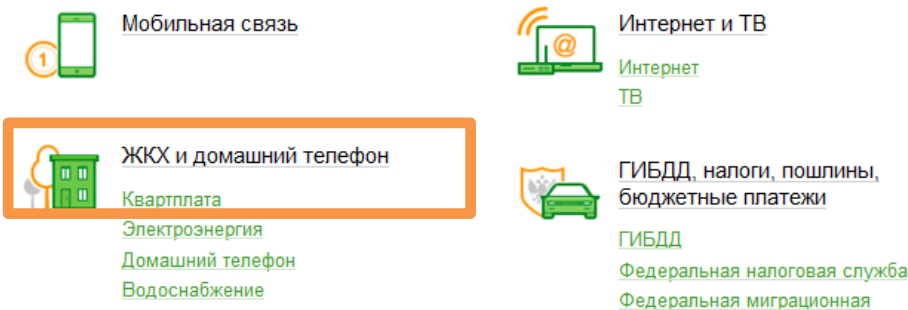 Мобильная связь
1
ЖКХ и домашний телефон
Квартплата
Электроэнергия
Домашний телефон
Водоснабжение
@
Интернет и ТВ
Интернет
ТВ
ГИБДД, налоги, пошлины,
бюджетные платежи
ГИБДД
Федеральная налоговая служба
Федеральная миграционная